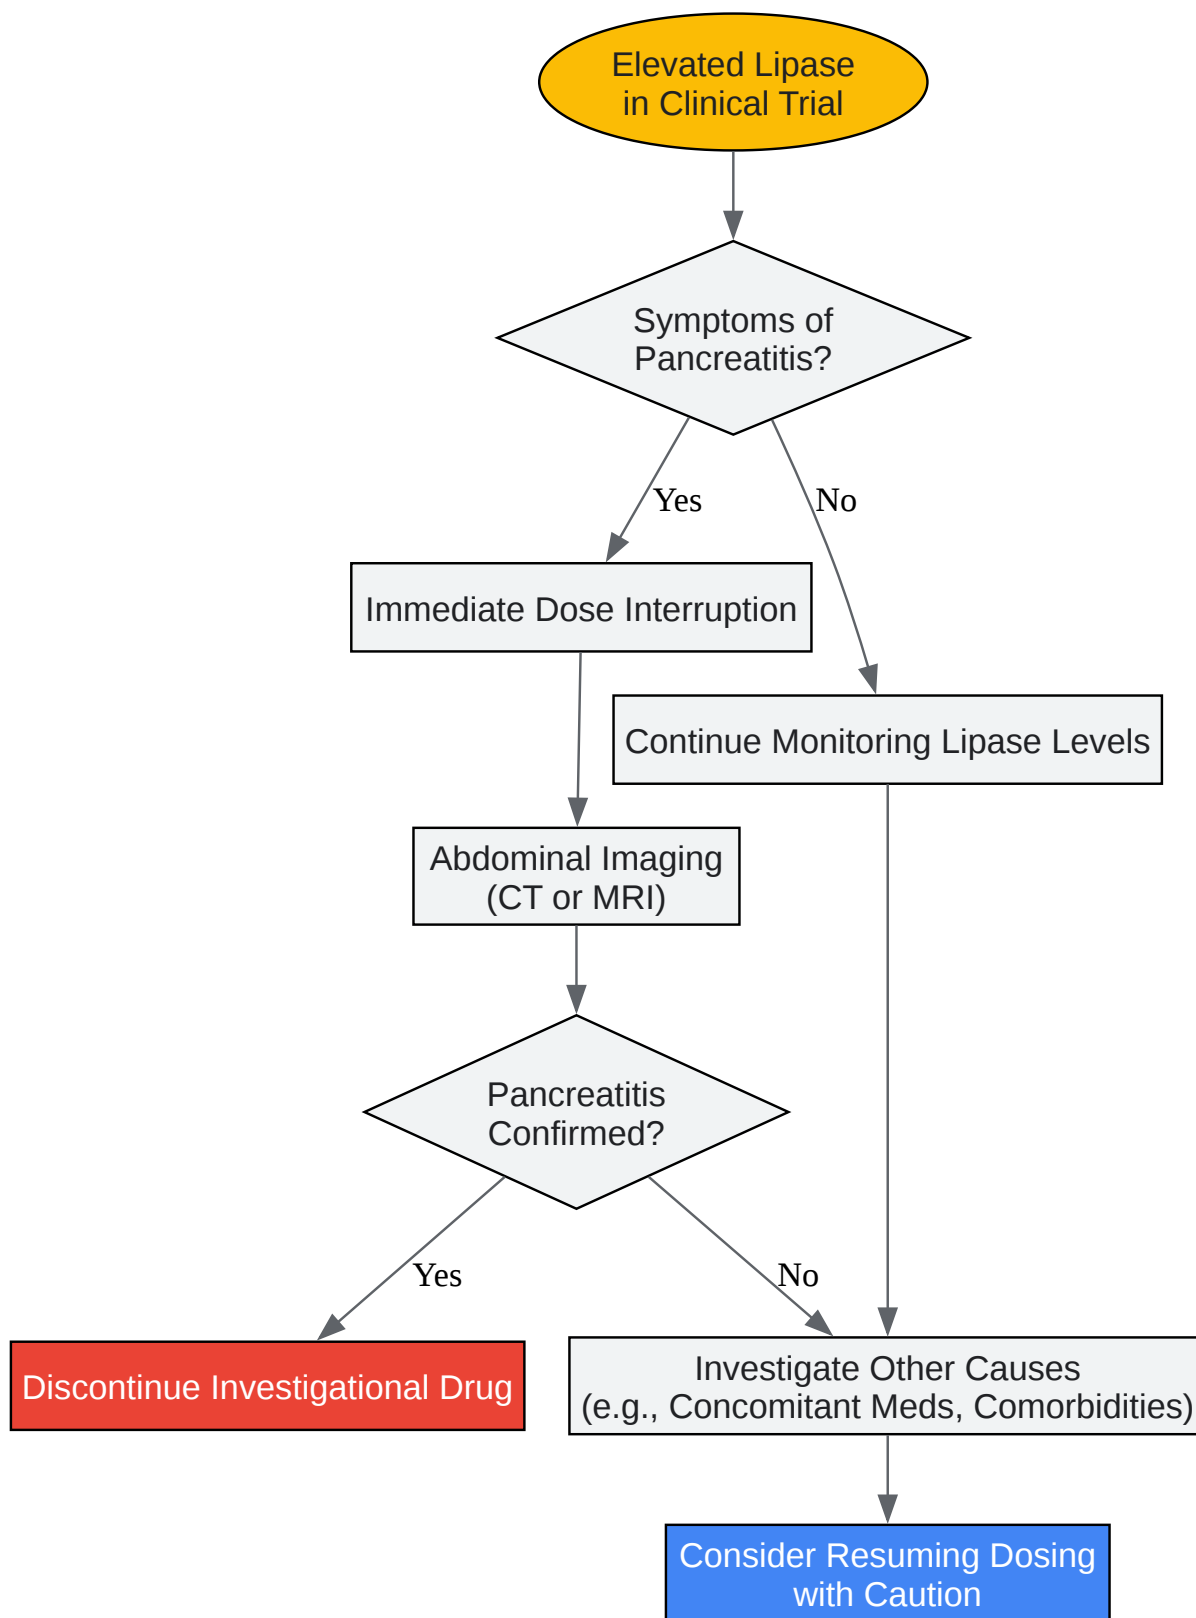 Elevated Lipase
in Clinical Trial
Symptoms of
Pancreatitis?
Yes
No
Immediate Dose Interruption
Continue Monitoring Lipase Levels
Abdominal Imaging
(CT or MRI)
Pancreatitis
Confirmed?
Yes
No
Discontinue Investigational Drug
Investigate Other Causes
(e.g., Concomitant Meds, Comorbidities)
Consider Resuming Dosing
with Caution